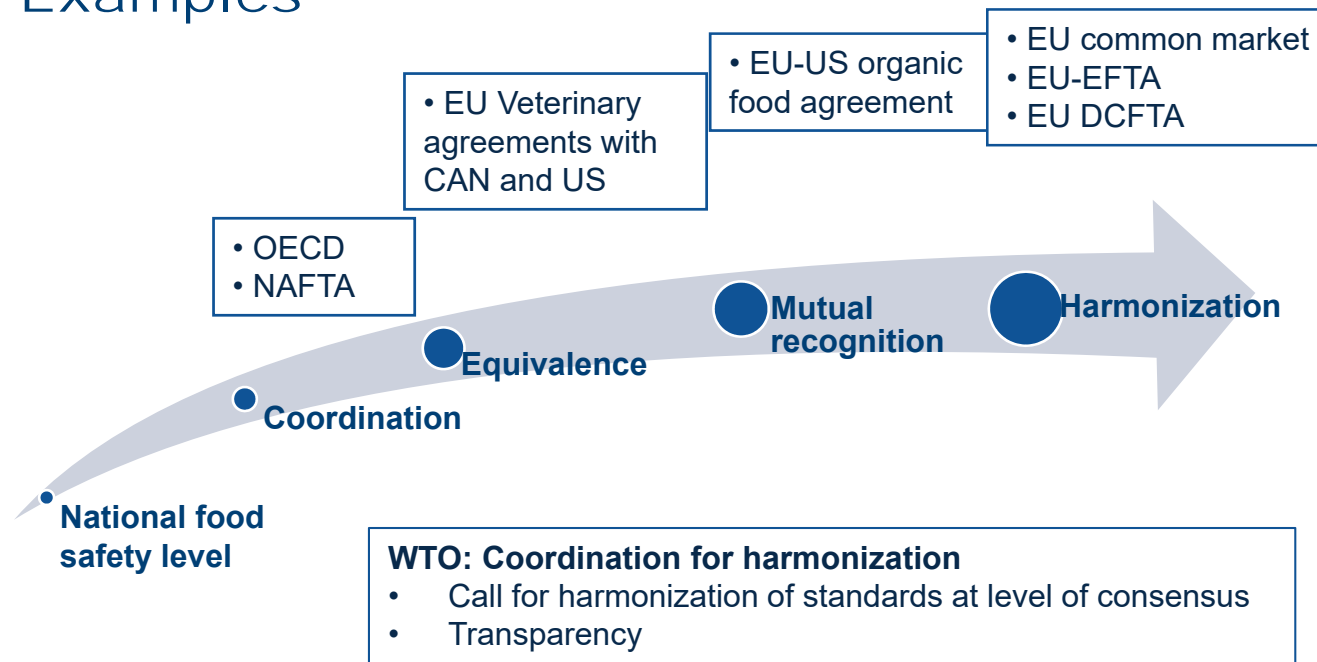 Examples
• EU common market
• EU-EFTA
• EU DCFTA
• EU-US organic
food agreement
• EU Veterinary
agreements with
CAN and US
• OECD
• NAFTA
Harmonization
Mutual
recognition
Equivalence
Coordination
National food
safety level
WTO: Coordination for harmonization
• Call for harmonization of standards at level of consensus
• Transparency